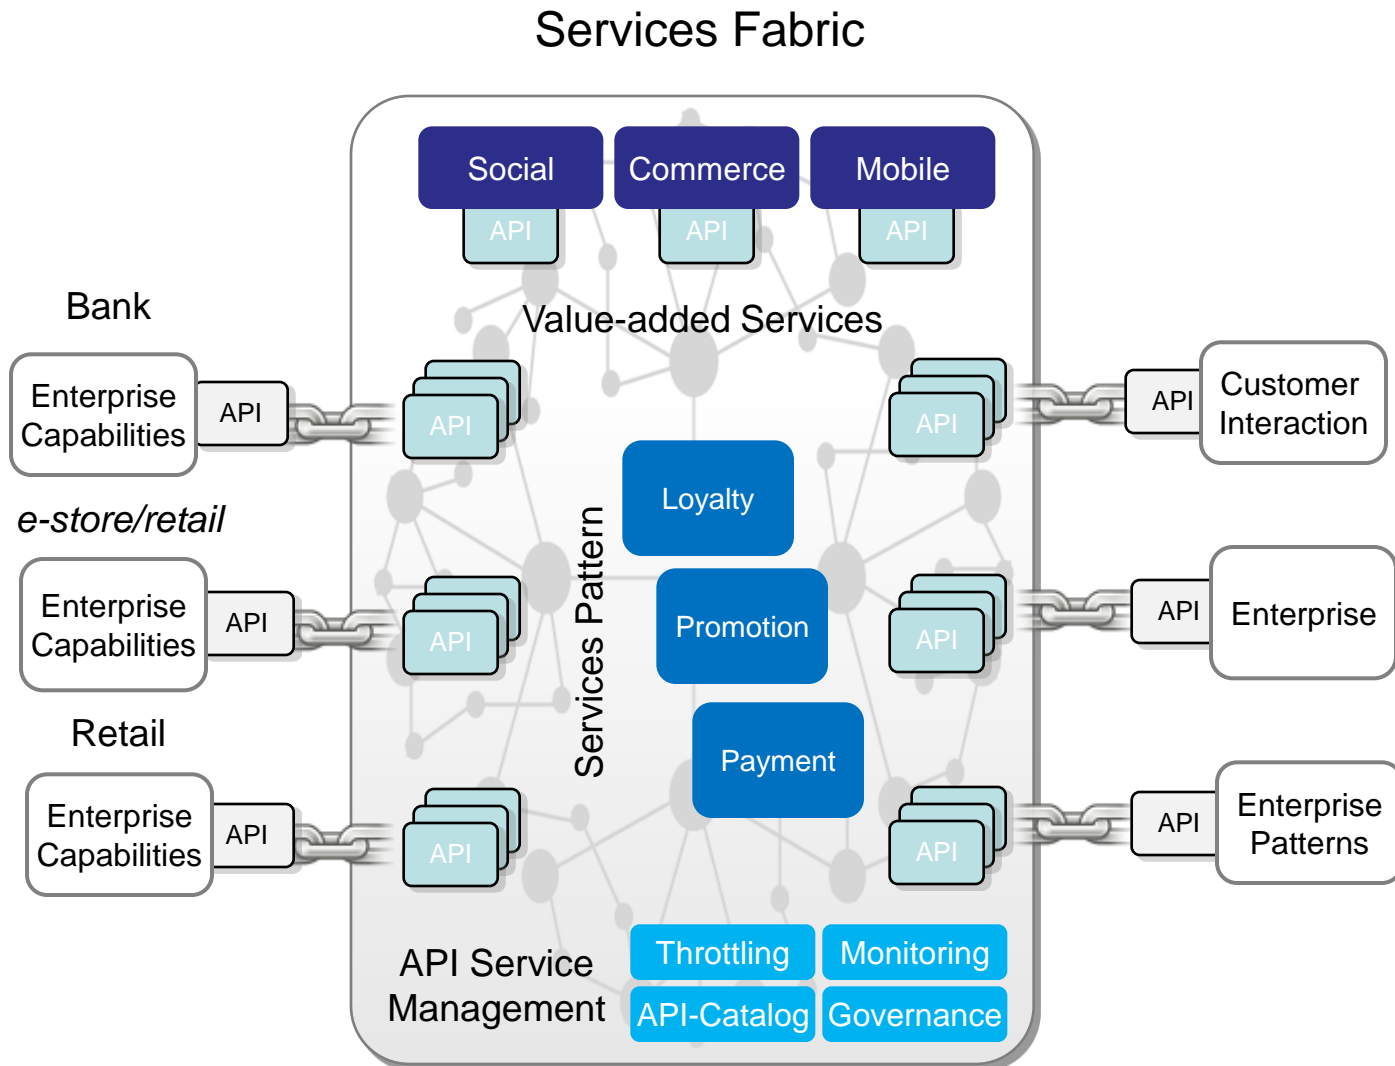 Services Fabric
Social
Commerce
Mobile
API
API
API
Value-added Services
Bank
Enterprise
Capabilities
API
API
API
API
Customer
Interaction
Loyalty
e-store/retail
Enterprise
Capabilities
API
API
Services Pattern
Promotion
API
API
Enterprise
Retail
Enterprise
Capabilities
API
API
Payment
API
API
Enterprise
Patterns
API Service
Management
Throttling
Monitoring
API-Catalog
Governance